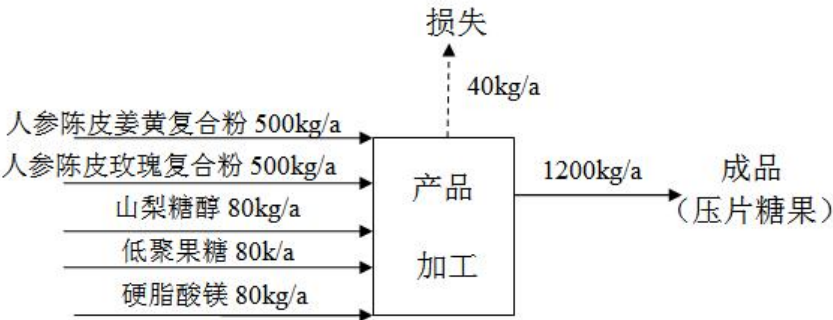 损失
40kg/a
人参陈皮姜黄复合粉 500kg/a
人参陈皮玫瑰复合粉 500kg/a
山梨糖醇 80kg/a
低聚果糖 80k/a
硬脂酸镁 80kg/a
产品
加工
1200kg/a
成品
（压片糖果）